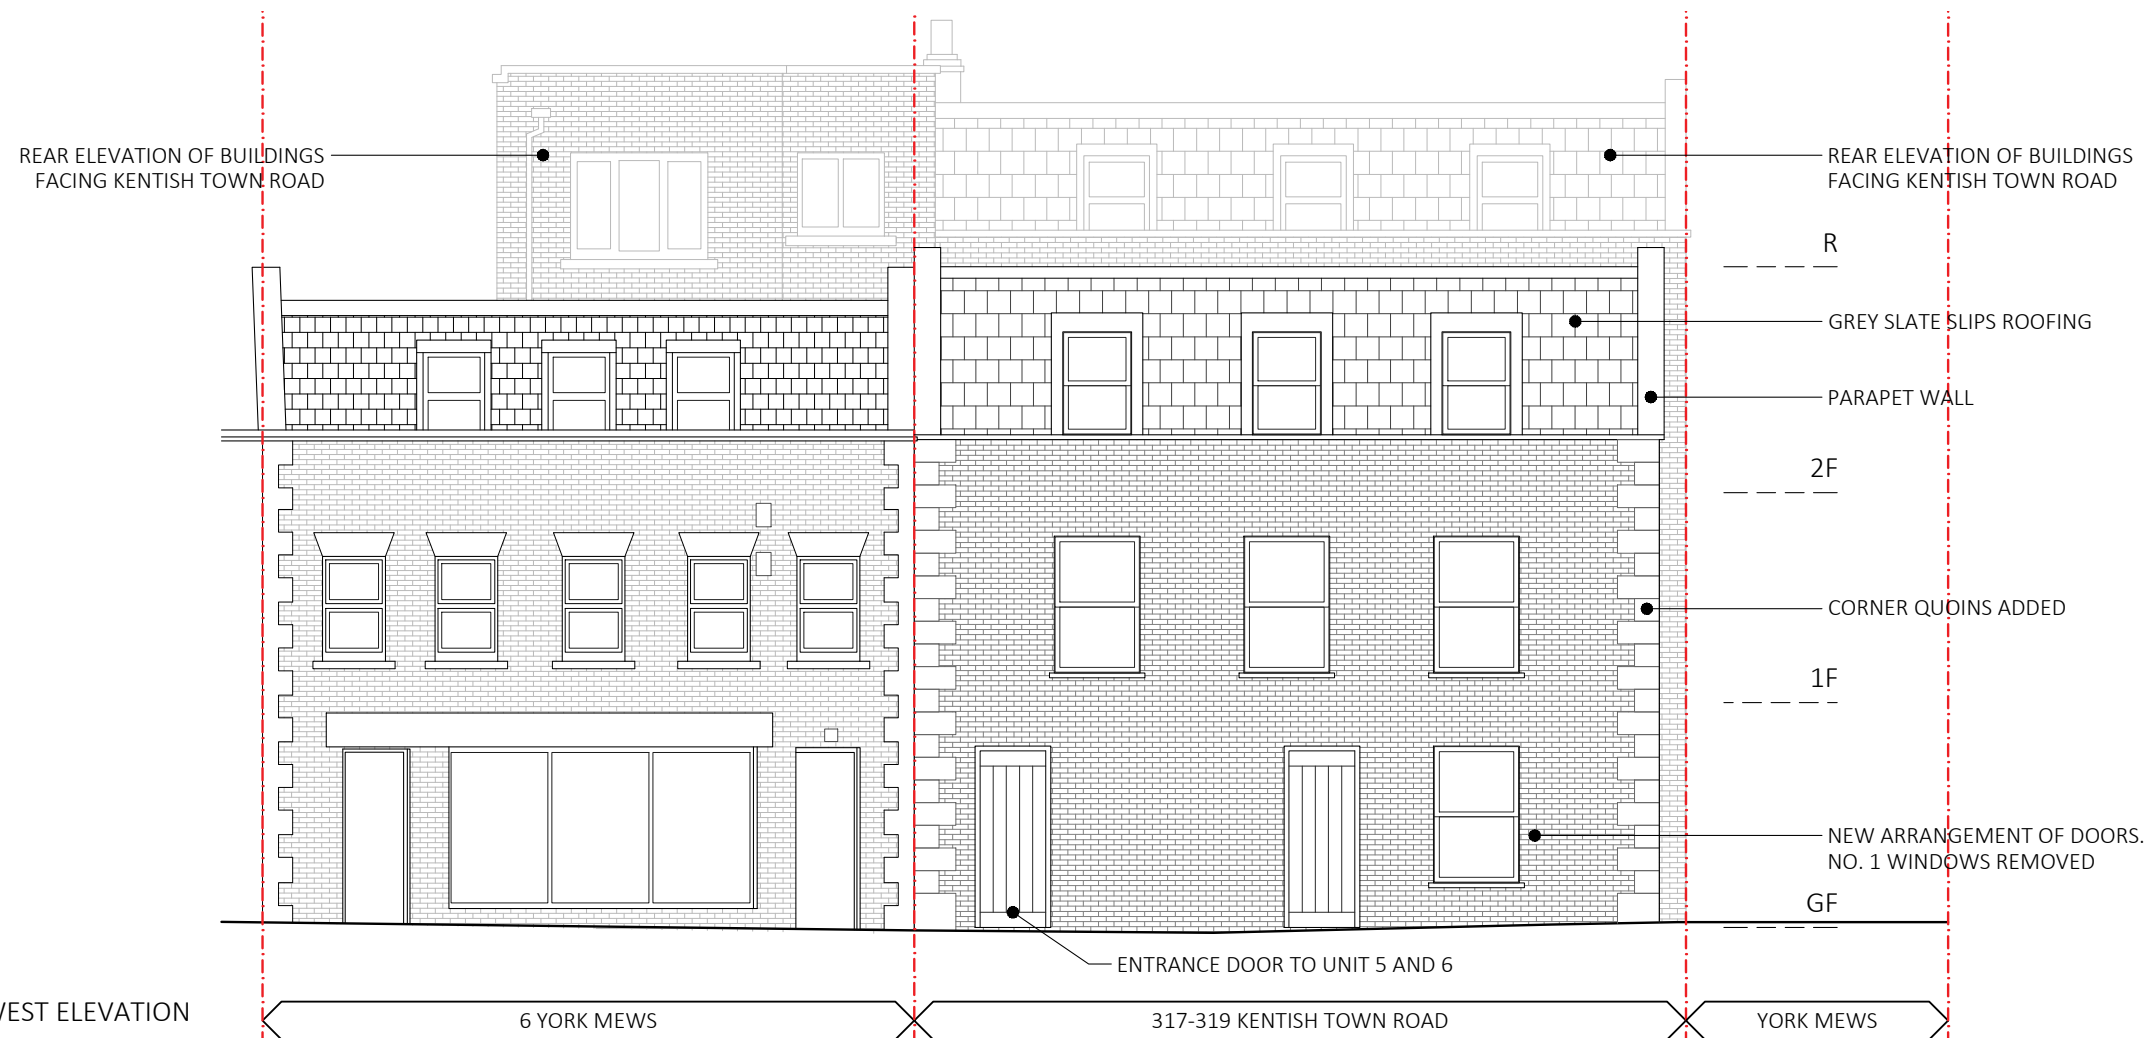 REAR ELEVATION OF BUILDINGS
FACING KENTISH TOWN ROAD
REAR ELEVATION OF BUILDINGS
FACING KENTISH TOWN ROAD
R
GREY SLATE SLIPS ROOFING
PARAPET WALL
2F
CORNER QUOINS ADDED
1F
NEW ARRANGEMENT OF DOORS.
NO. 1 WINDOWS REMOVED
GF
ENTRANCE DOOR TO UNIT 5 AND 6
ELEVATION
6 YORK MEWS
317-319 KENTISH TOWN ROAD
YORK MEWS